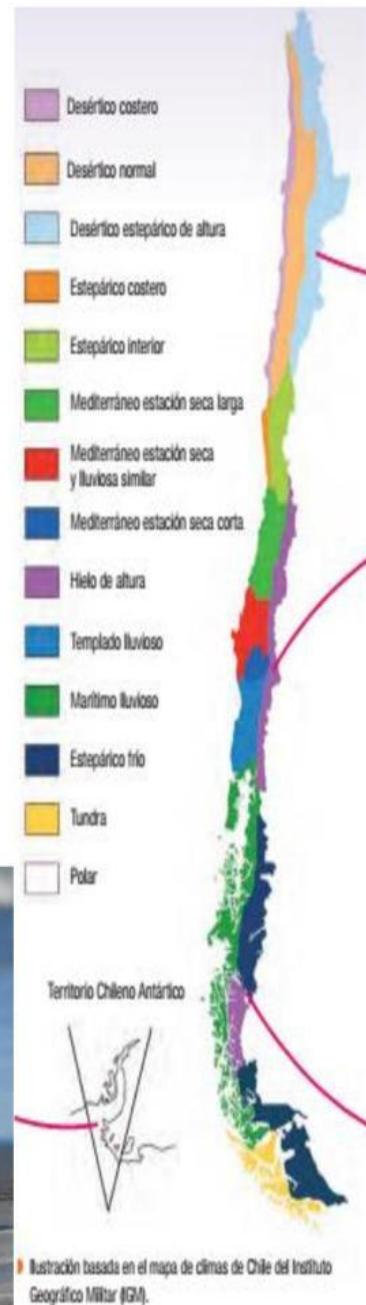 Desértico costero
Desértico normal
Desértico estepárico de altura
Estepárico costero
Estepárico interior
Mediterráneo estación seca larga
Mediterráneo estación seca
y lluviosa similar
Mediterráneo estación seca corta
Hielo de altura
Templado lluvioso
Marítimo lluvioso
Estepárico frío
Tundra
Polar
Territorio Chileno Antártico
Ilustración basada en el mapa de climas de Chile del Instituto
Geográfico Militar (IGM).